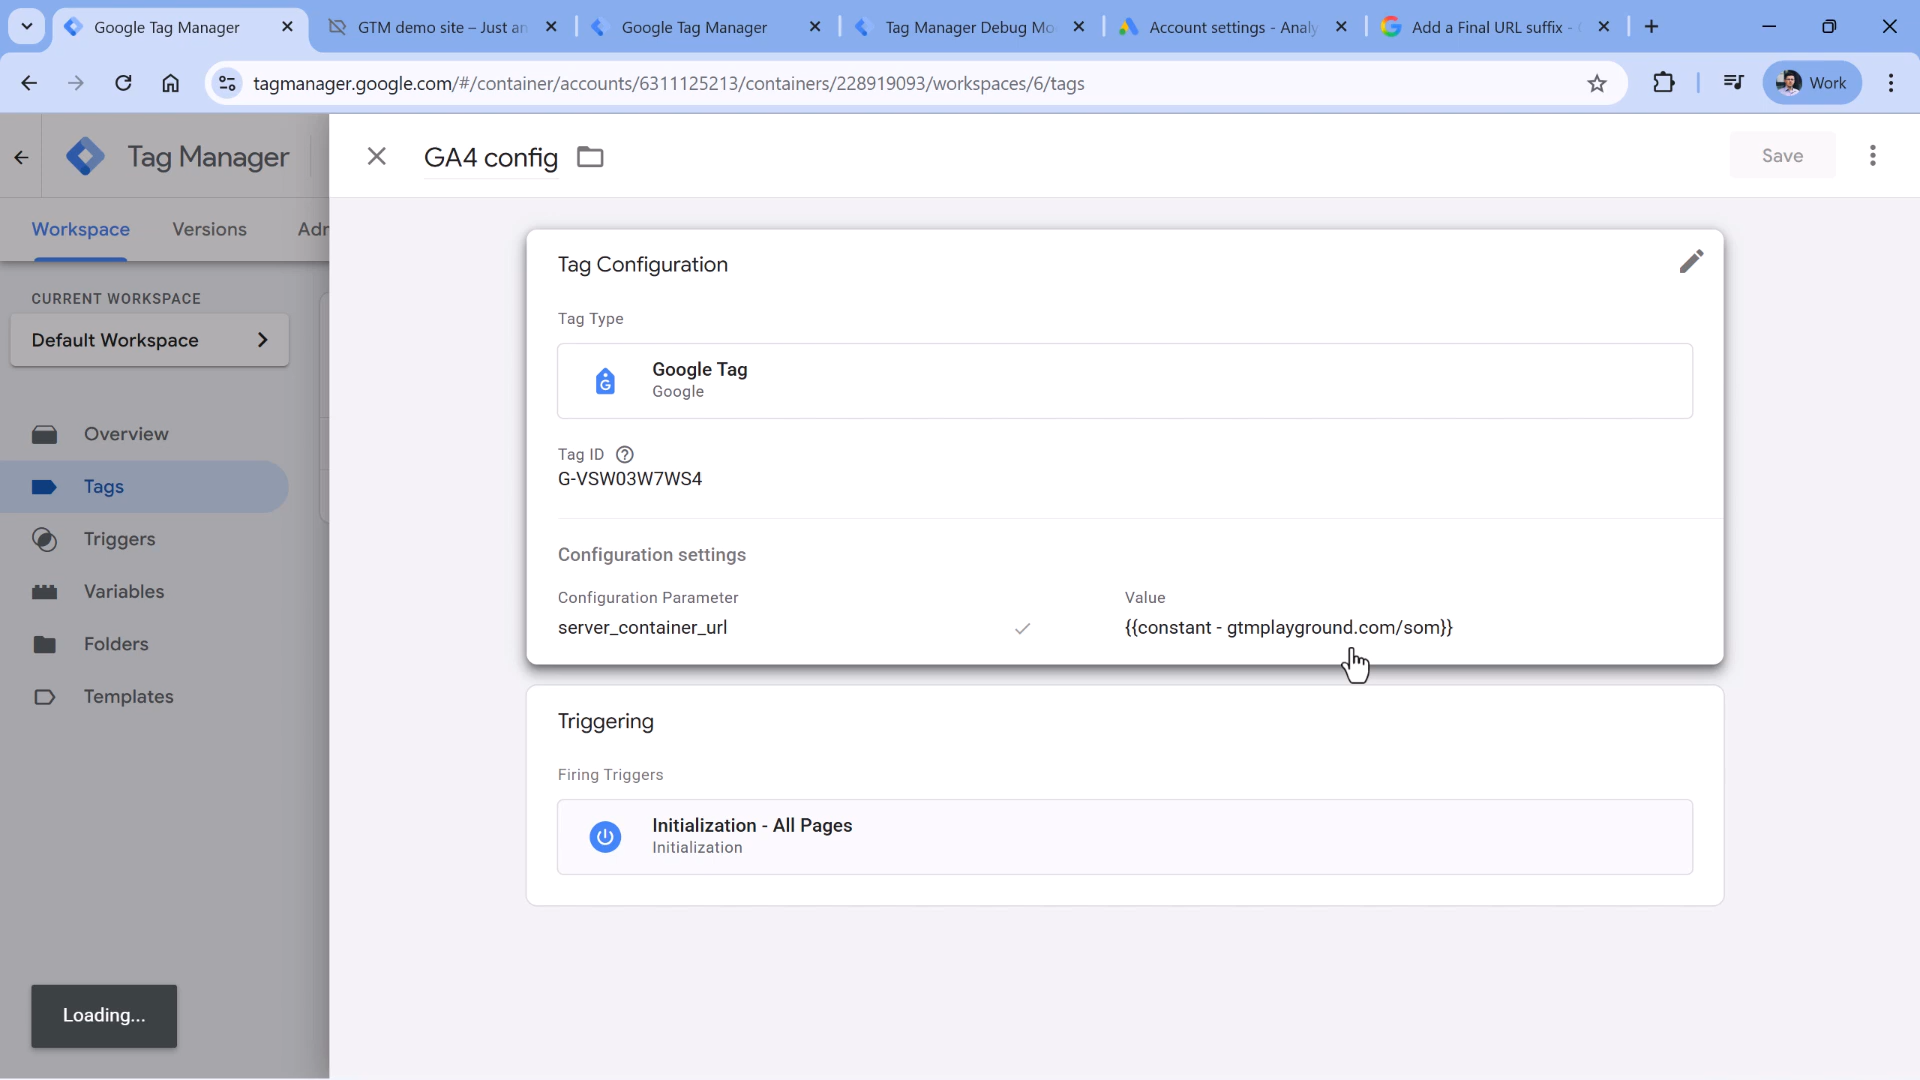 Google Tag Manager
GTM demo site – Just an
Google Tag Manager
Tag Manager Debug Mo
Account settings - Analy
Add a Final URL suffix -
tagmanager.google.com/#/container/accounts/6311125213/containers/228919093/workspaces/6/tags
Work
Tag Manager
GA4 config
Save
Workspace
Versions
Adr
CURRENT WORKSPACE
Default Workspace
Overview
Tags
Triggers
Variables
Folders
Templates
Loading...
Tag Configuration
Tag Type
Google Tag
Google
Tag ID
G-VSW03W7WS4
Configuration settings
Configuration Parameter
Value
server_container_url
{{constant - gtmplayground.com/som}}
Triggering
Firing Triggers
Initialization - All Pages
Initialization